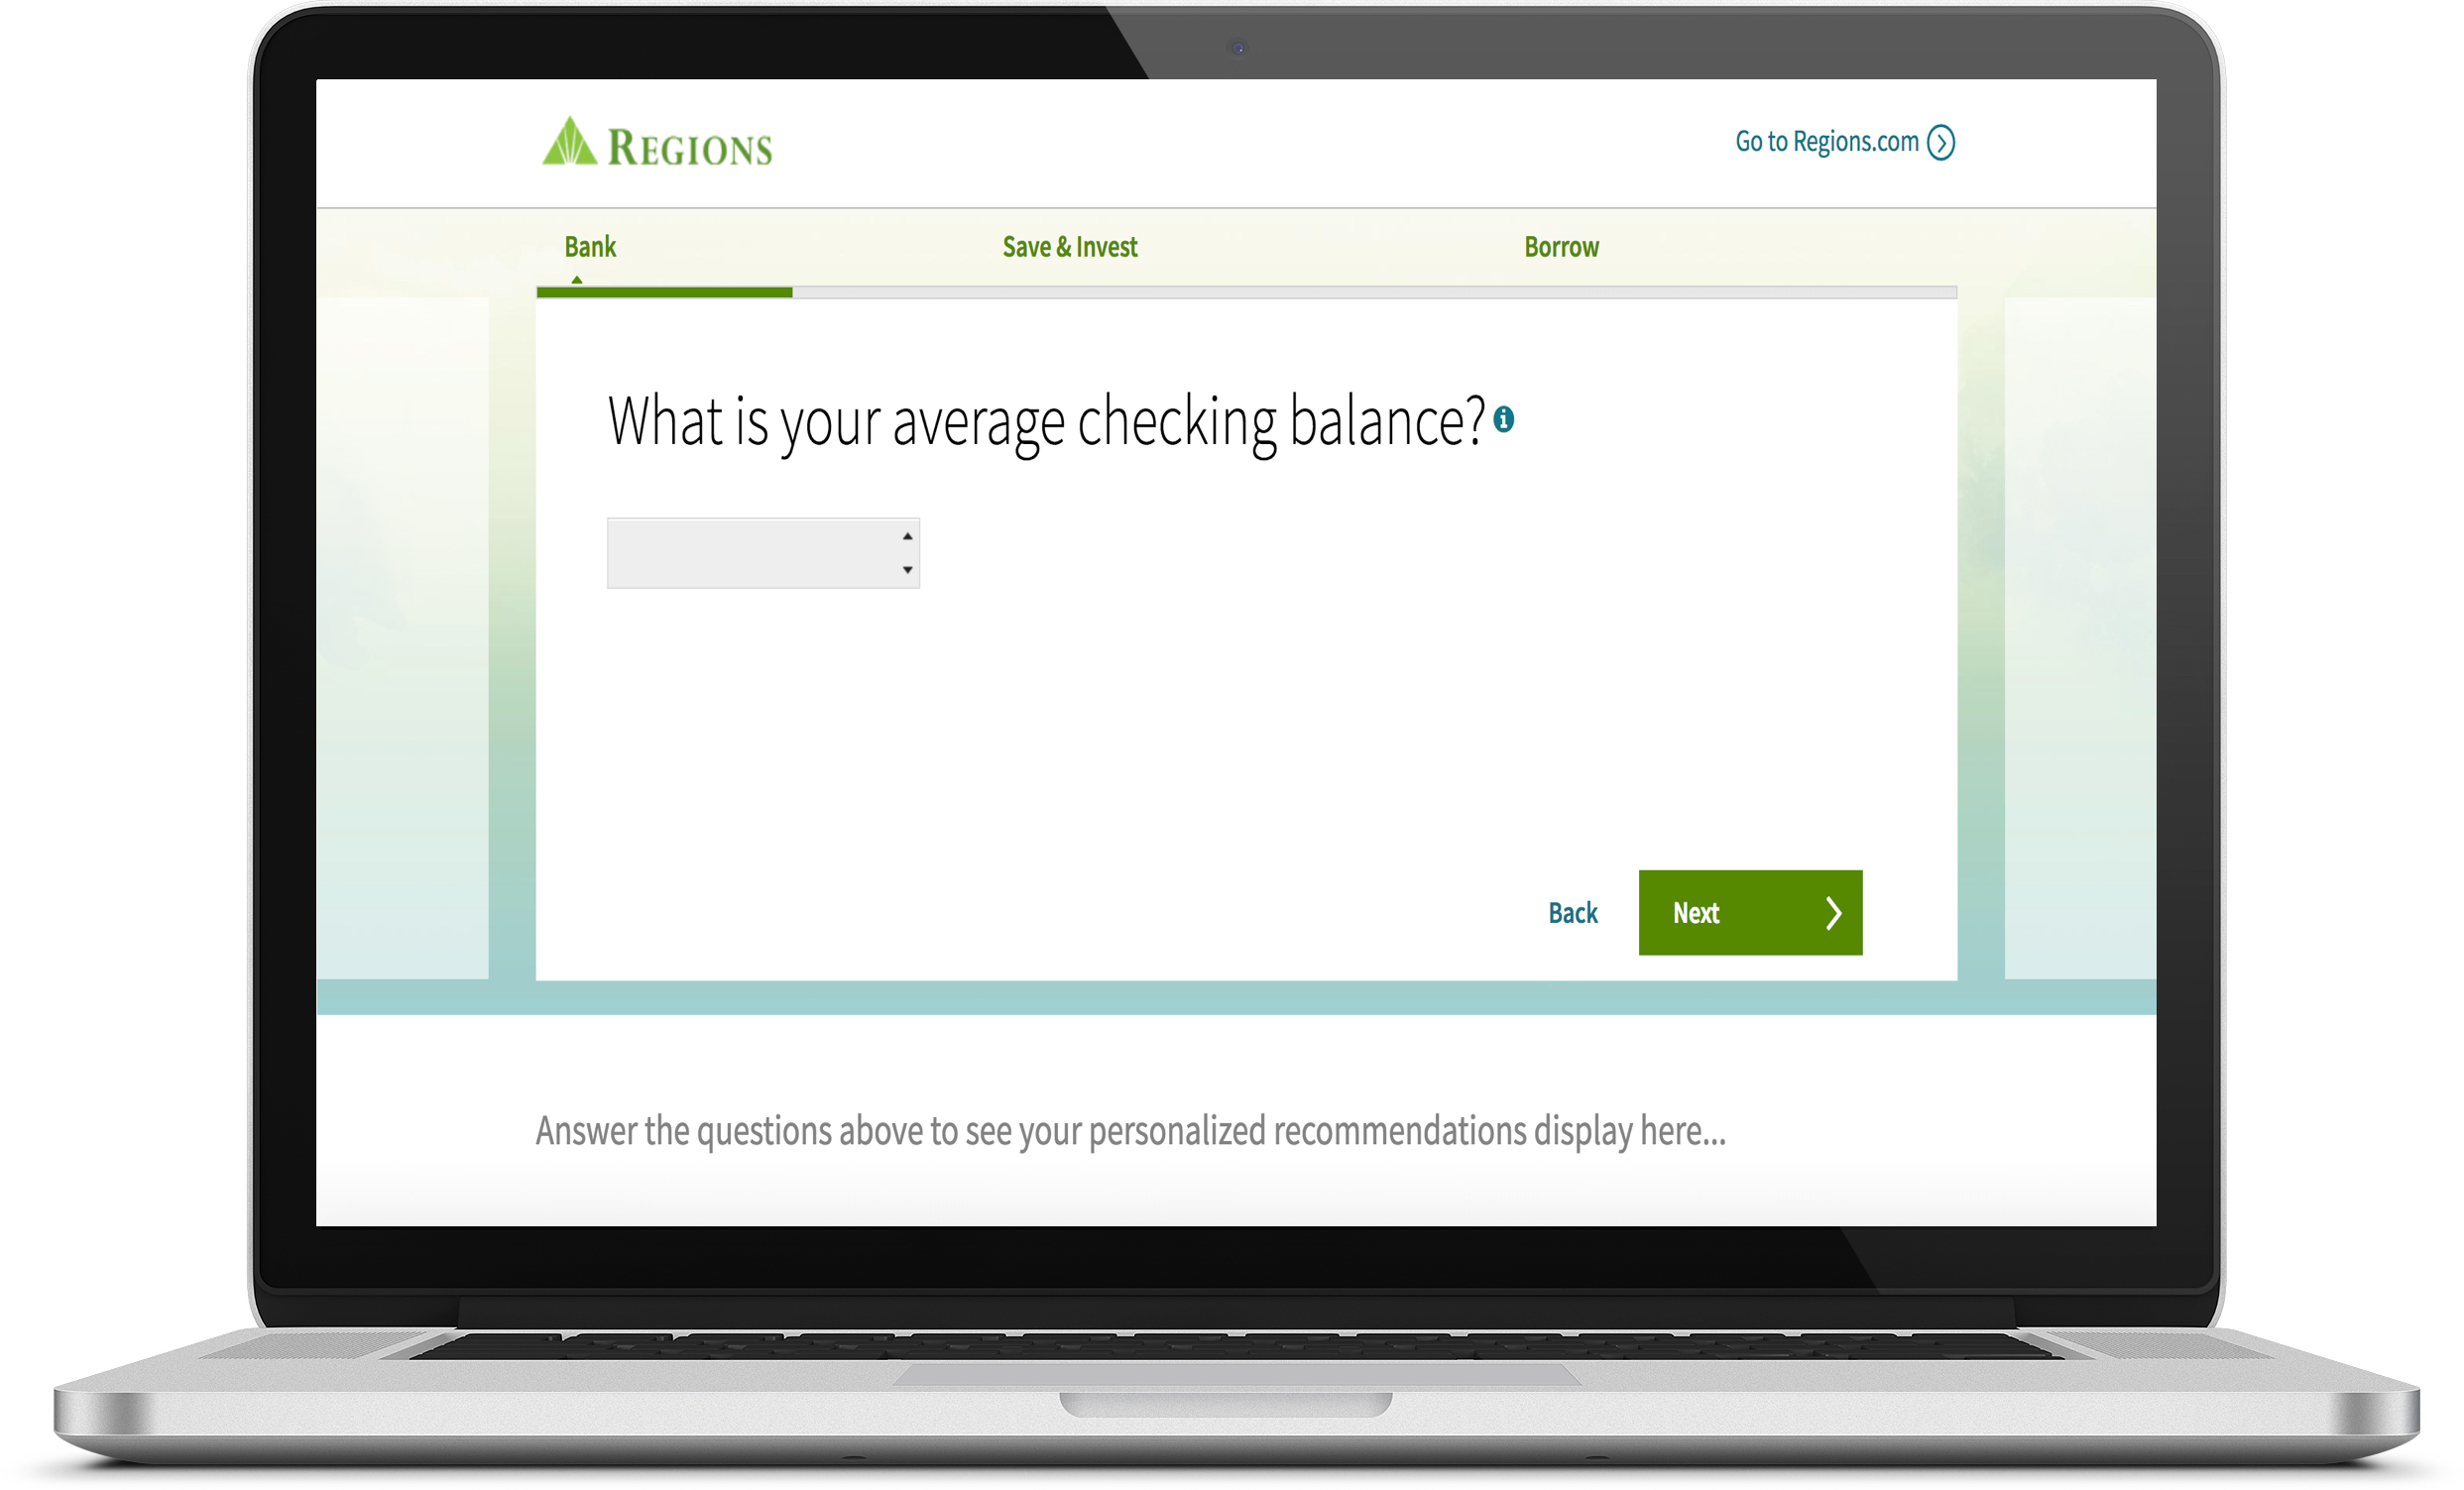 REGIONS
Go to Regions.com
Bank
Save & Invest
Borrow
What is your average checking balance?
Back
Next
Answer the questions above to see your personalized recommendations display here...